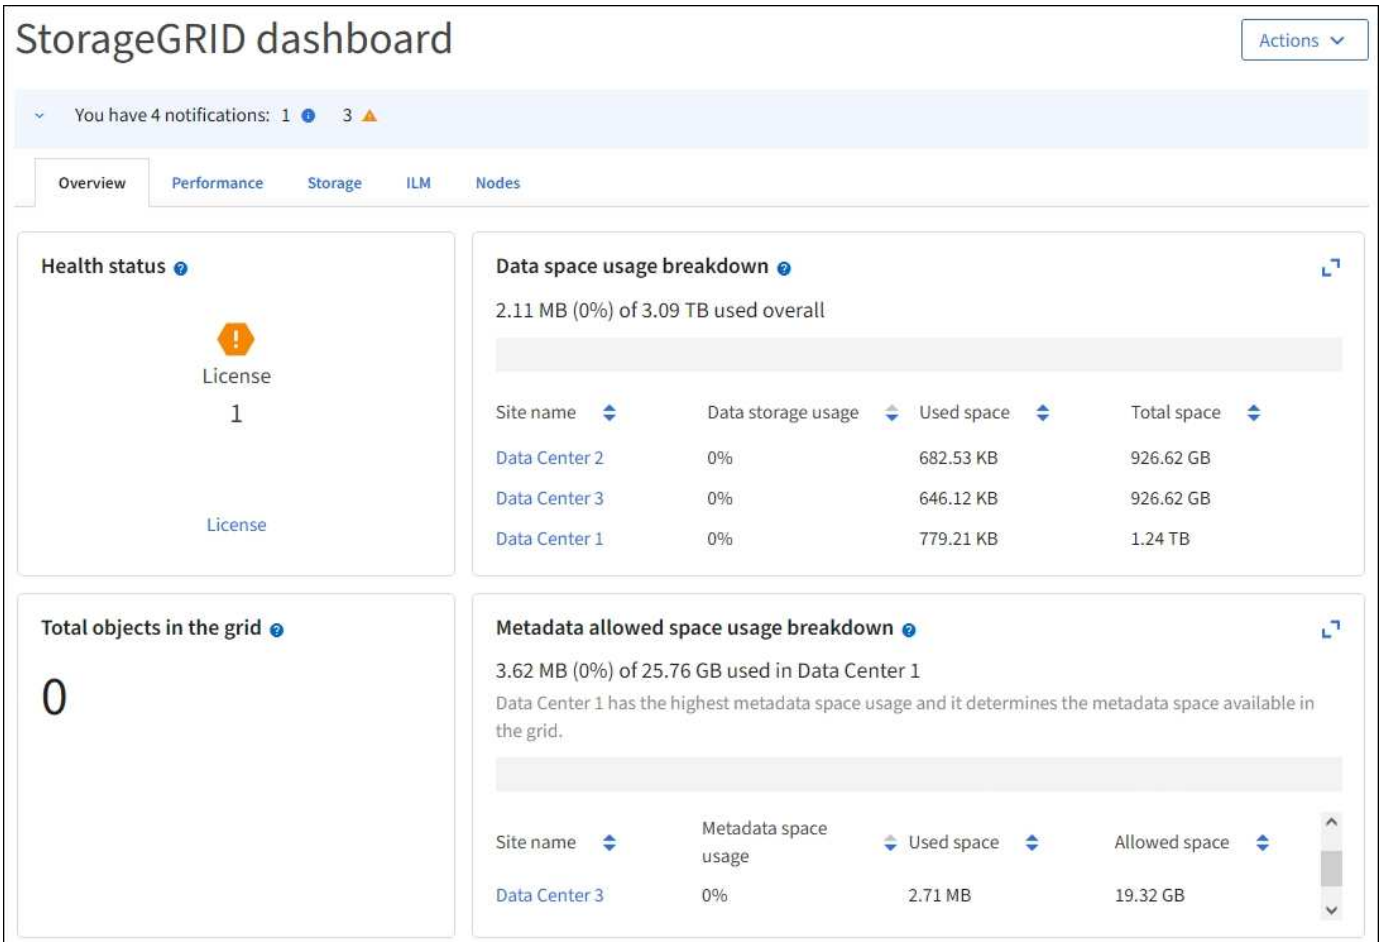 StorageGRID dashboard
Actions
You have 4 notifications: 1 3
Overview Performance Storage ILM Nodes
Health status
License
1
License
Data space usage breakdown
2.11 MB (0%) of 3.09 TB used overall
Site name Data storage usage Used space Total space
Data Center 2 0% 682.53 KB 926.62 GB
Data Center 3 0% 646.12 KB 926.62 GB
Data Center 1 0% 779.21 KB 1.24 TB
Total objects in the grid
0
Metadata allowed space usage breakdown
3.62 MB (0%) of 25.76 GB used in Data Center 1
Data Center 1 has the highest metadata space usage and it determines the metadata space available in
the grid.
Site name Metadata space usage Used space Allowed space
Data Center 3 0% 2.71 MB 19.32 GB